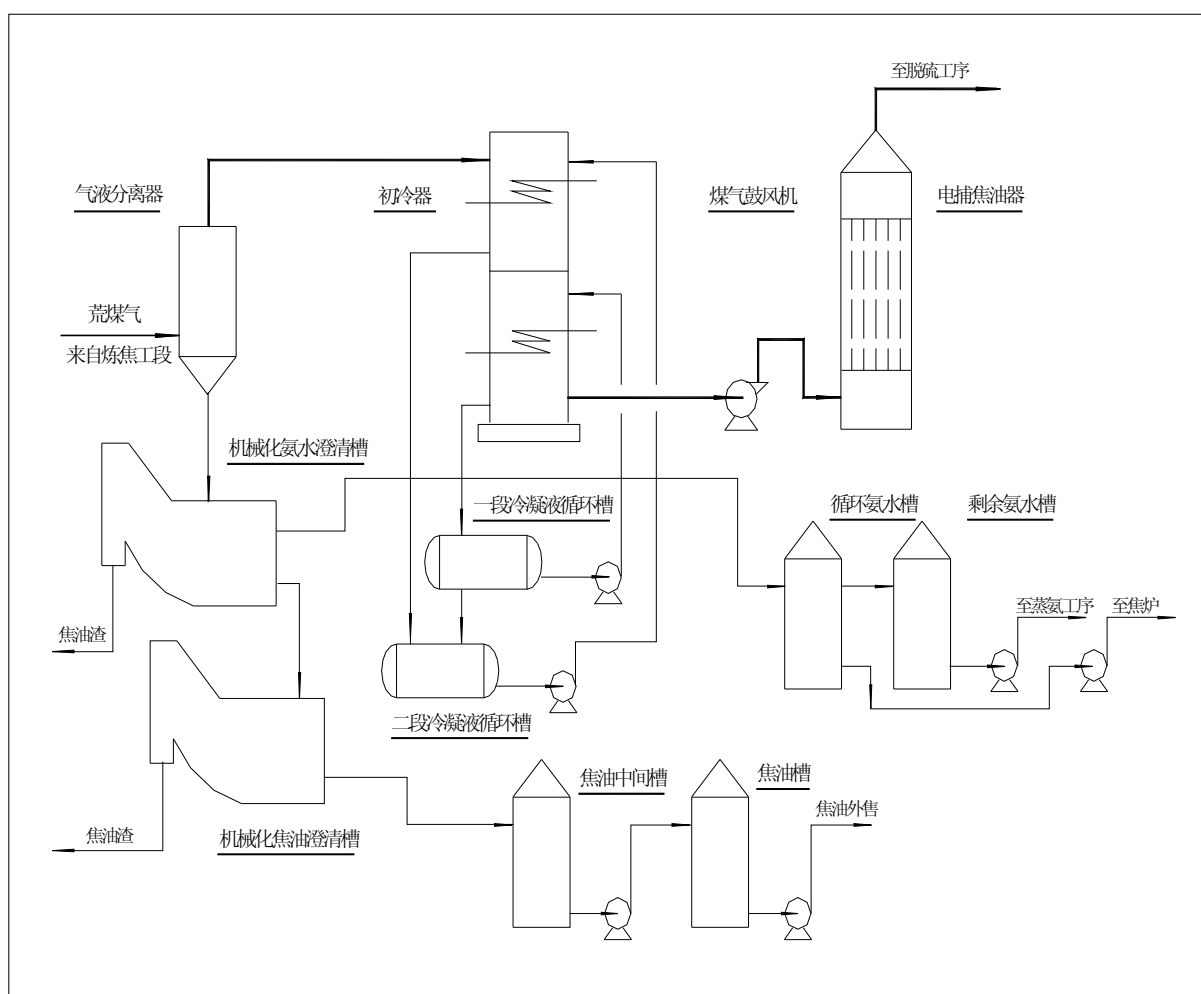 至脱硫工序
气液分离器
初冷器
煤气鼓风机
电捕焦油器
荒煤气
来自炼焦工段
机械化氨水澄清槽
一段冷凝液循环槽
循环氨水槽
剩余氨水槽
至蒸氨工序
至焦炉
焦油渣
二段冷凝液循环槽
焦油中间槽
焦油槽
焦油外售
焦油渣
机械化焦油澄清槽